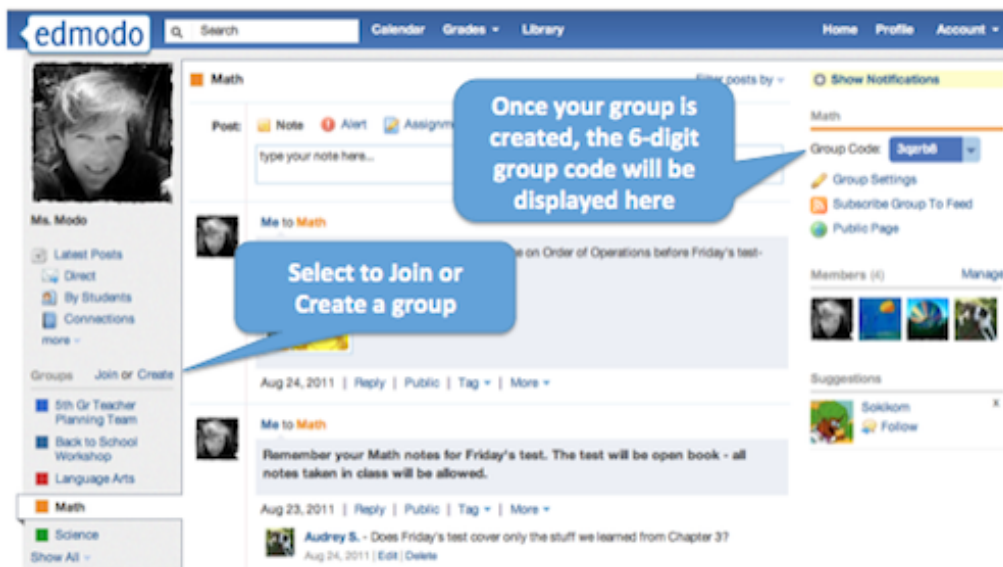 edmodo
Search
Calendar Grades Library
Home Profile Account
Math
Filter posts by
Show Notifications
Post: Note Alert Assignm
type your note here...
Once your group is
created, the 6-digit
group code will be
displayed here
Math
Group Code: 3qzrb8
Group Settings
Subscribe Group To Feed
Public Page
Ms. Modo
Latest Posts
Direct
By Students
Connections
more
Me to Math
e on Order of Operations before Friday's test-
Select to Join or
Create a group
Members (4) Manage
Aug 24, 2011 | Reply | Public | Tag | More
Groups Join or Create
5th Gr Teacher
Planning Team
Back to School
Workshop
Language Arts
Math
Science
Show All
Suggestions
Sokikom x
Follow
Me to Math
Remember your Math notes for Friday's test. The test will be open book - all
notes taken in class will be allowed.
Aug 23, 2011 | Reply | Public | Tag | More
Audrey S. - Does Friday's test cover only the stuff we learned from Chapter 3?
Aug 24, 2011 | Edit | Delete